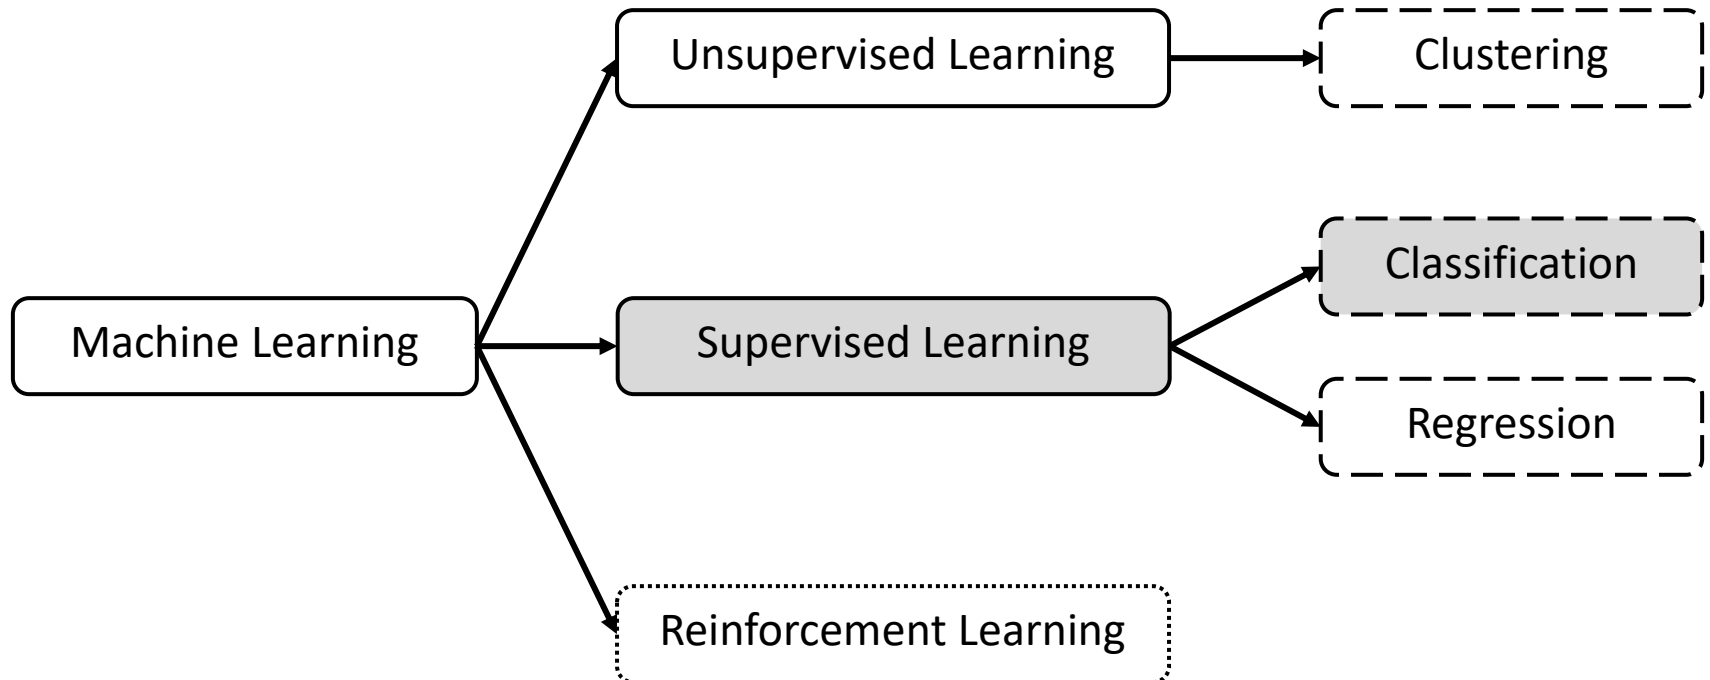 Unsupervised Learning
Clustering
Classification
Machine Learning
Supervised Learning
Regression
Reinforcement Learning